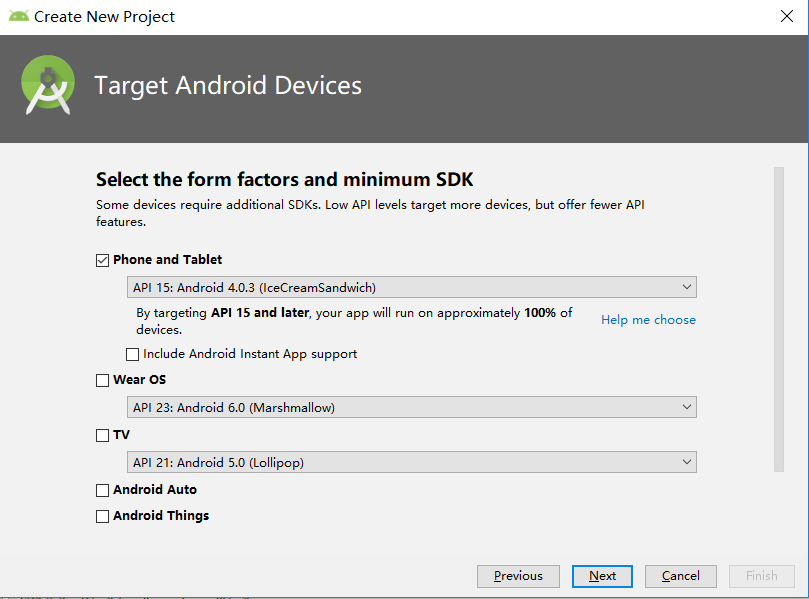 Create New Project
Target Android Devices
Select the form factors and minimum SDK
Some devices require additional SDKs. Low API levels target more devices, but offer fewer API
features.
Phone and Tablet
API 15: Android 4.0.3 (IceCreamSandwich)
By targeting API 15 and later, your app will run on approximately 100% of
devices.
Help me choose
Include Android Instant App support
Wear OS
API 23: Android 6.0 (Marshmallow)
TV
API 21: Android 5.0 (Lollipop)
Android Auto
Android Things
Previous
Next
Cancel
Finish